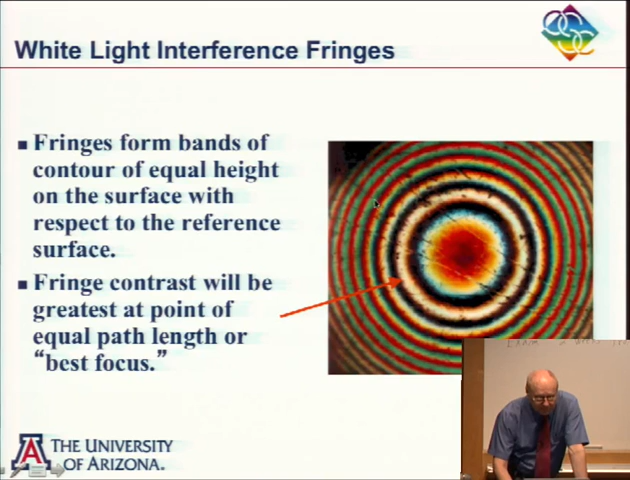 White Light Interference Fringes
■ Fringes form bands of
contour of equal height
on the surface with
respect to the reference
surface.
■ Fringe contrast will be
greatest at point of
equal path length or
“best focus.”
A
THE UNIVERSITY
OF ARIZONA.